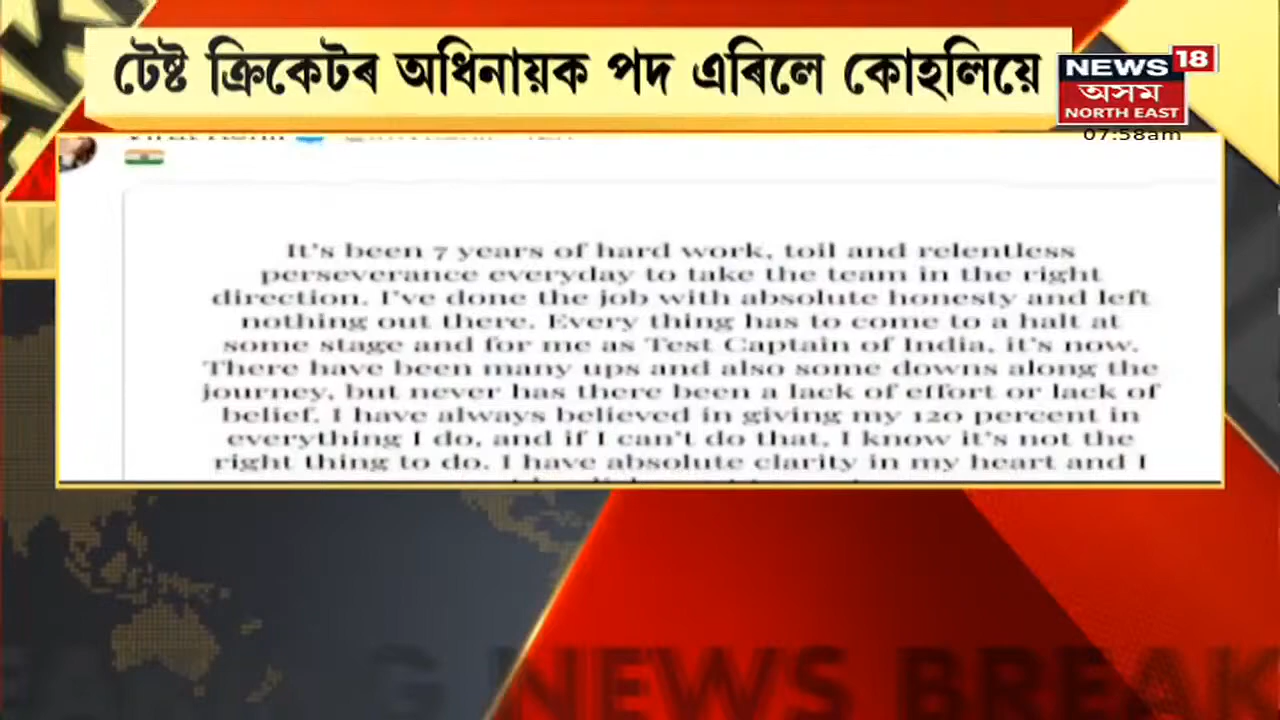 টেষ্ট ক্ৰিকেটৰ অধিনায়ক পদ এৰিলে কোহলিয়ে
NEWS 18
অসম
NORTH EAST
07:58am
It's been 7 years of hard work, toil and relentless
perseverance everyday to take the team in the right
direction. I've done the job with absolute honesty and left
nothing out there. Every thing has to come to a halt at
some stage and for me as Test Captain of India, it's now.
There have been many ups and also some downs along the
journey, but never has there been a lack of effort or lack of
belief. I have always believed in giving my 120 percent in
everything I do, and if I can't do that, I know it's not the
right thing to do. I have absolute clarity in my heart and I
G NEWS BREAK